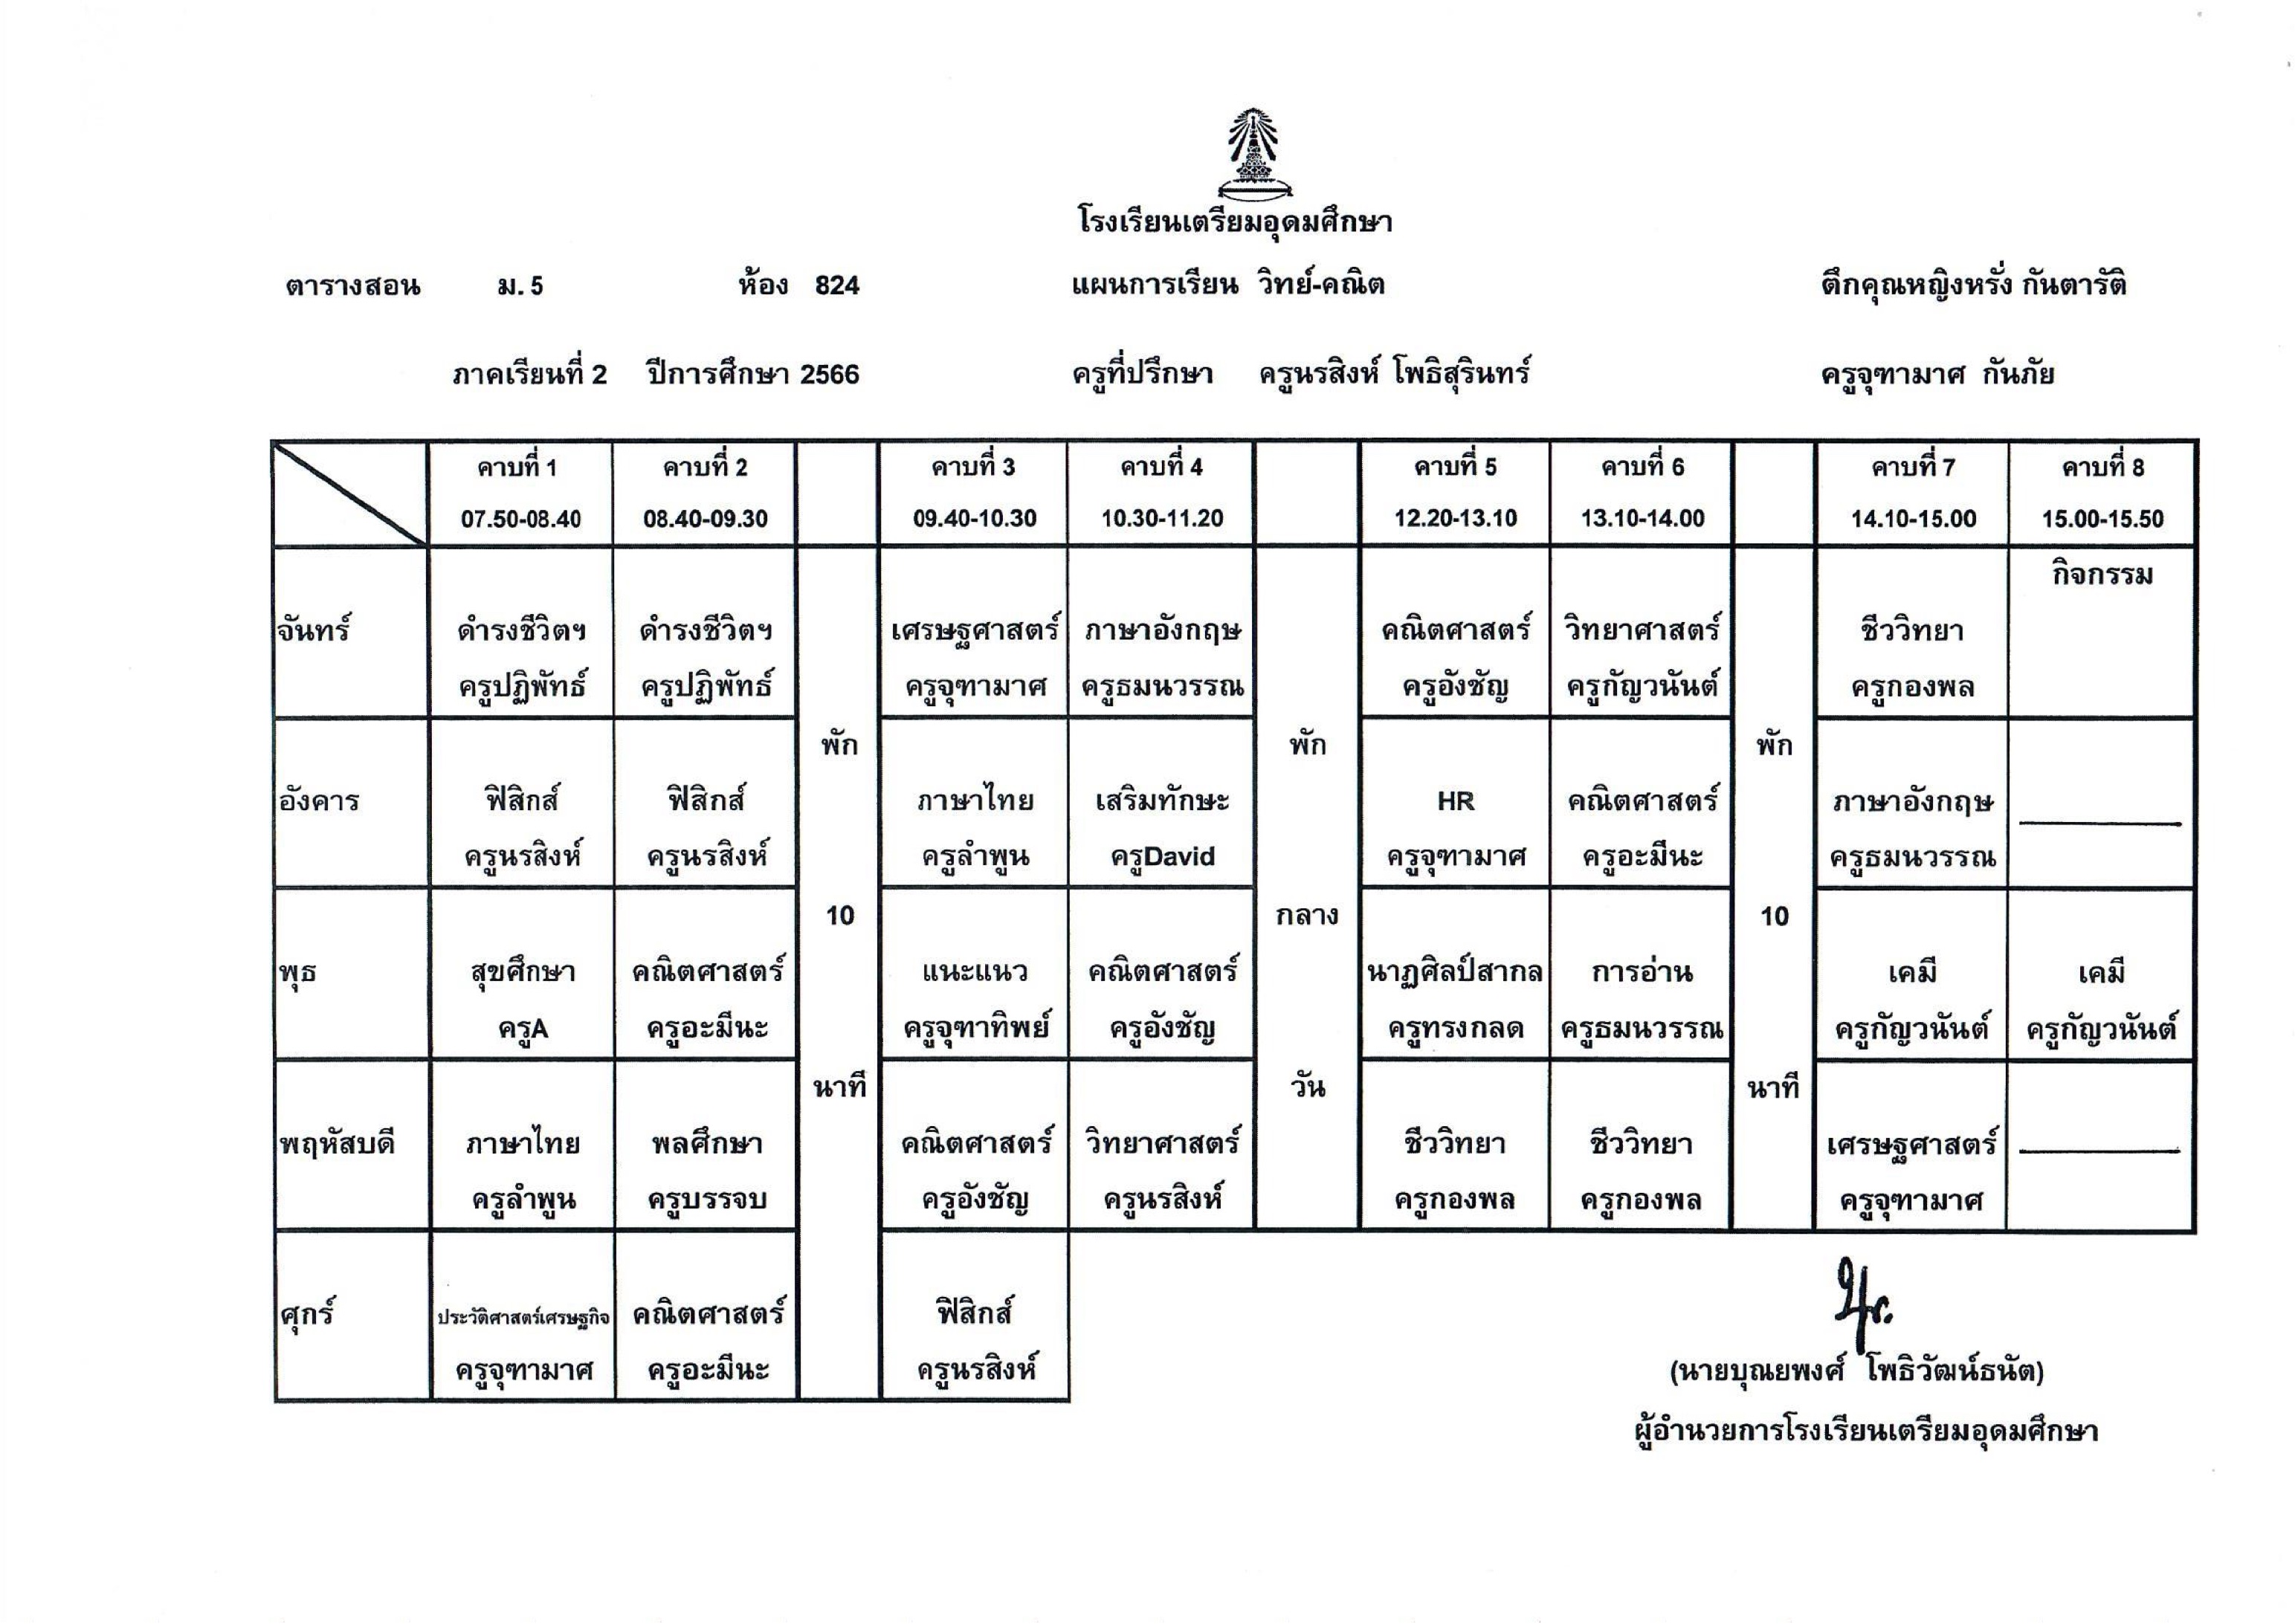 โรงเรียนเตรียมอุดมศึกษา
ตารางสอน ม. 5 ห้อง 824 แผนการเรียน วิทย์-คณิต ตึกคุณหญิงหรั่ง กันตารัติ
ภาคเรียนที่ 2 ปีการศึกษา 2566 ครูที่ปรึกษา ครูนรสิงห์ โพธิสุรินทร์ ครูจุฑามาศ กันภัย
คาบที่ 1 คาบที่ 2 คาบที่ 3 คาบที่ 4 คาบที่ 5 คาบที่ 6 คาบที่ 7 คาบที่ 8
07.50-08.40 08.40-09.30 09.40-10.30 10.30-11.20 12.20-13.10 13.10-14.00 14.10-15.00 15.00-15.50
กิจกรรม
จันทร์ ดำรงชีวิตฯ ดำรงชีวิตฯ เศรษฐศาสตร์ ภาษาอังกฤษ คณิตศาสตร์ วิทยาศาสตร์ ชีววิทยา
ครูปฏิพัทธ์ ครูปฏิพัทธ์ ครูจุฑามาศ ครูธมนวรรณ ครูอังชัญ ครูกัญวนันต์ ครูกองพล
พัก พัก พัก
อังคาร ฟิสิกส์ ฟิสิกส์ ภาษาไทย เสริมทักษะ HR คณิตศาสตร์ ภาษาอังกฤษ
ครูนรสิงห์ ครูนรสิงห์ ครูลำพูน ครูDavid ครูจุฑามาศ ครูอะมีนะ ครูธมนวรรณ
10 กลาง 10
พุธ สุขศึกษา คณิตศาสตร์ แนะแนว คณิตศาสตร์ นาฏศิลป์สากล การอ่าน เคมี เคมี
ครูA ครูอะมีนะ ครูจุฑาทิพย์ ครูอังชัญ ครูทรงกลด ครูธมนวรรณ ครูกัญวนันต์ ครูกัญวนันต์
นาที วัน นาที
พฤหัสบดี ภาษาไทย พลศึกษา คณิตศาสตร์ วิทยาศาสตร์ ชีววิทยา ชีววิทยา เศรษฐศาสตร์
ครูลำพูน ครูบรรจบ ครูอังชัญ ครูนรสิงห์ ครูกองพล ครูกองพล ครูจุฑามาศ
ศุกร์ ประวัติศาสตร์เศรษฐกิจ คณิตศาสตร์ ฟิสิกส์
ครูจุฑามาศ ครูอะมีนะ ครูนรสิงห์
(นายบุณยพงศ์ โพธิวัฒน์ธนัต)
ผู้อำนวยการโรงเรียนเตรียมอุดมศึกษา